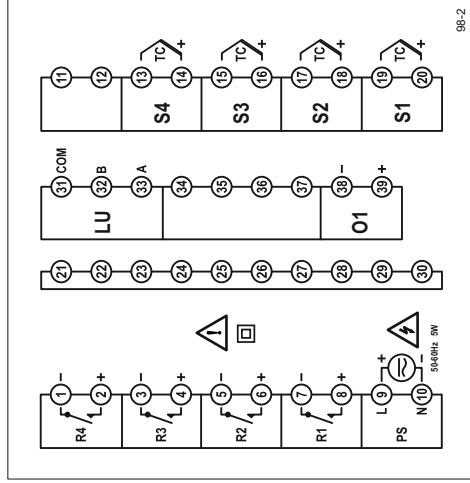 PS R1 R2 R3 R4
N L
10 9 8 7 6 5 4 3 2 1
− + + − + − + − + −
50-60Hz 5W
30 29 28 27 26 25 24 23 22 21
O1 LU
39 38 37 36 35 34 33 32 31
+ − A B COM
S1 S2 S3 S4
20 19 18 17 16 15 14 13 12 11
+ TC + TC + TC + TC
98-2